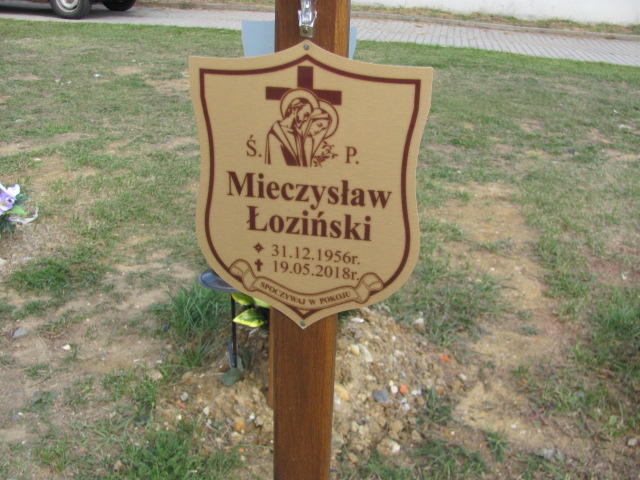 Ś. P.
Mieczysław
Łoziński
31.12.1956r.
19.05.2018r.
SPOCZYWAJ W POKOJU